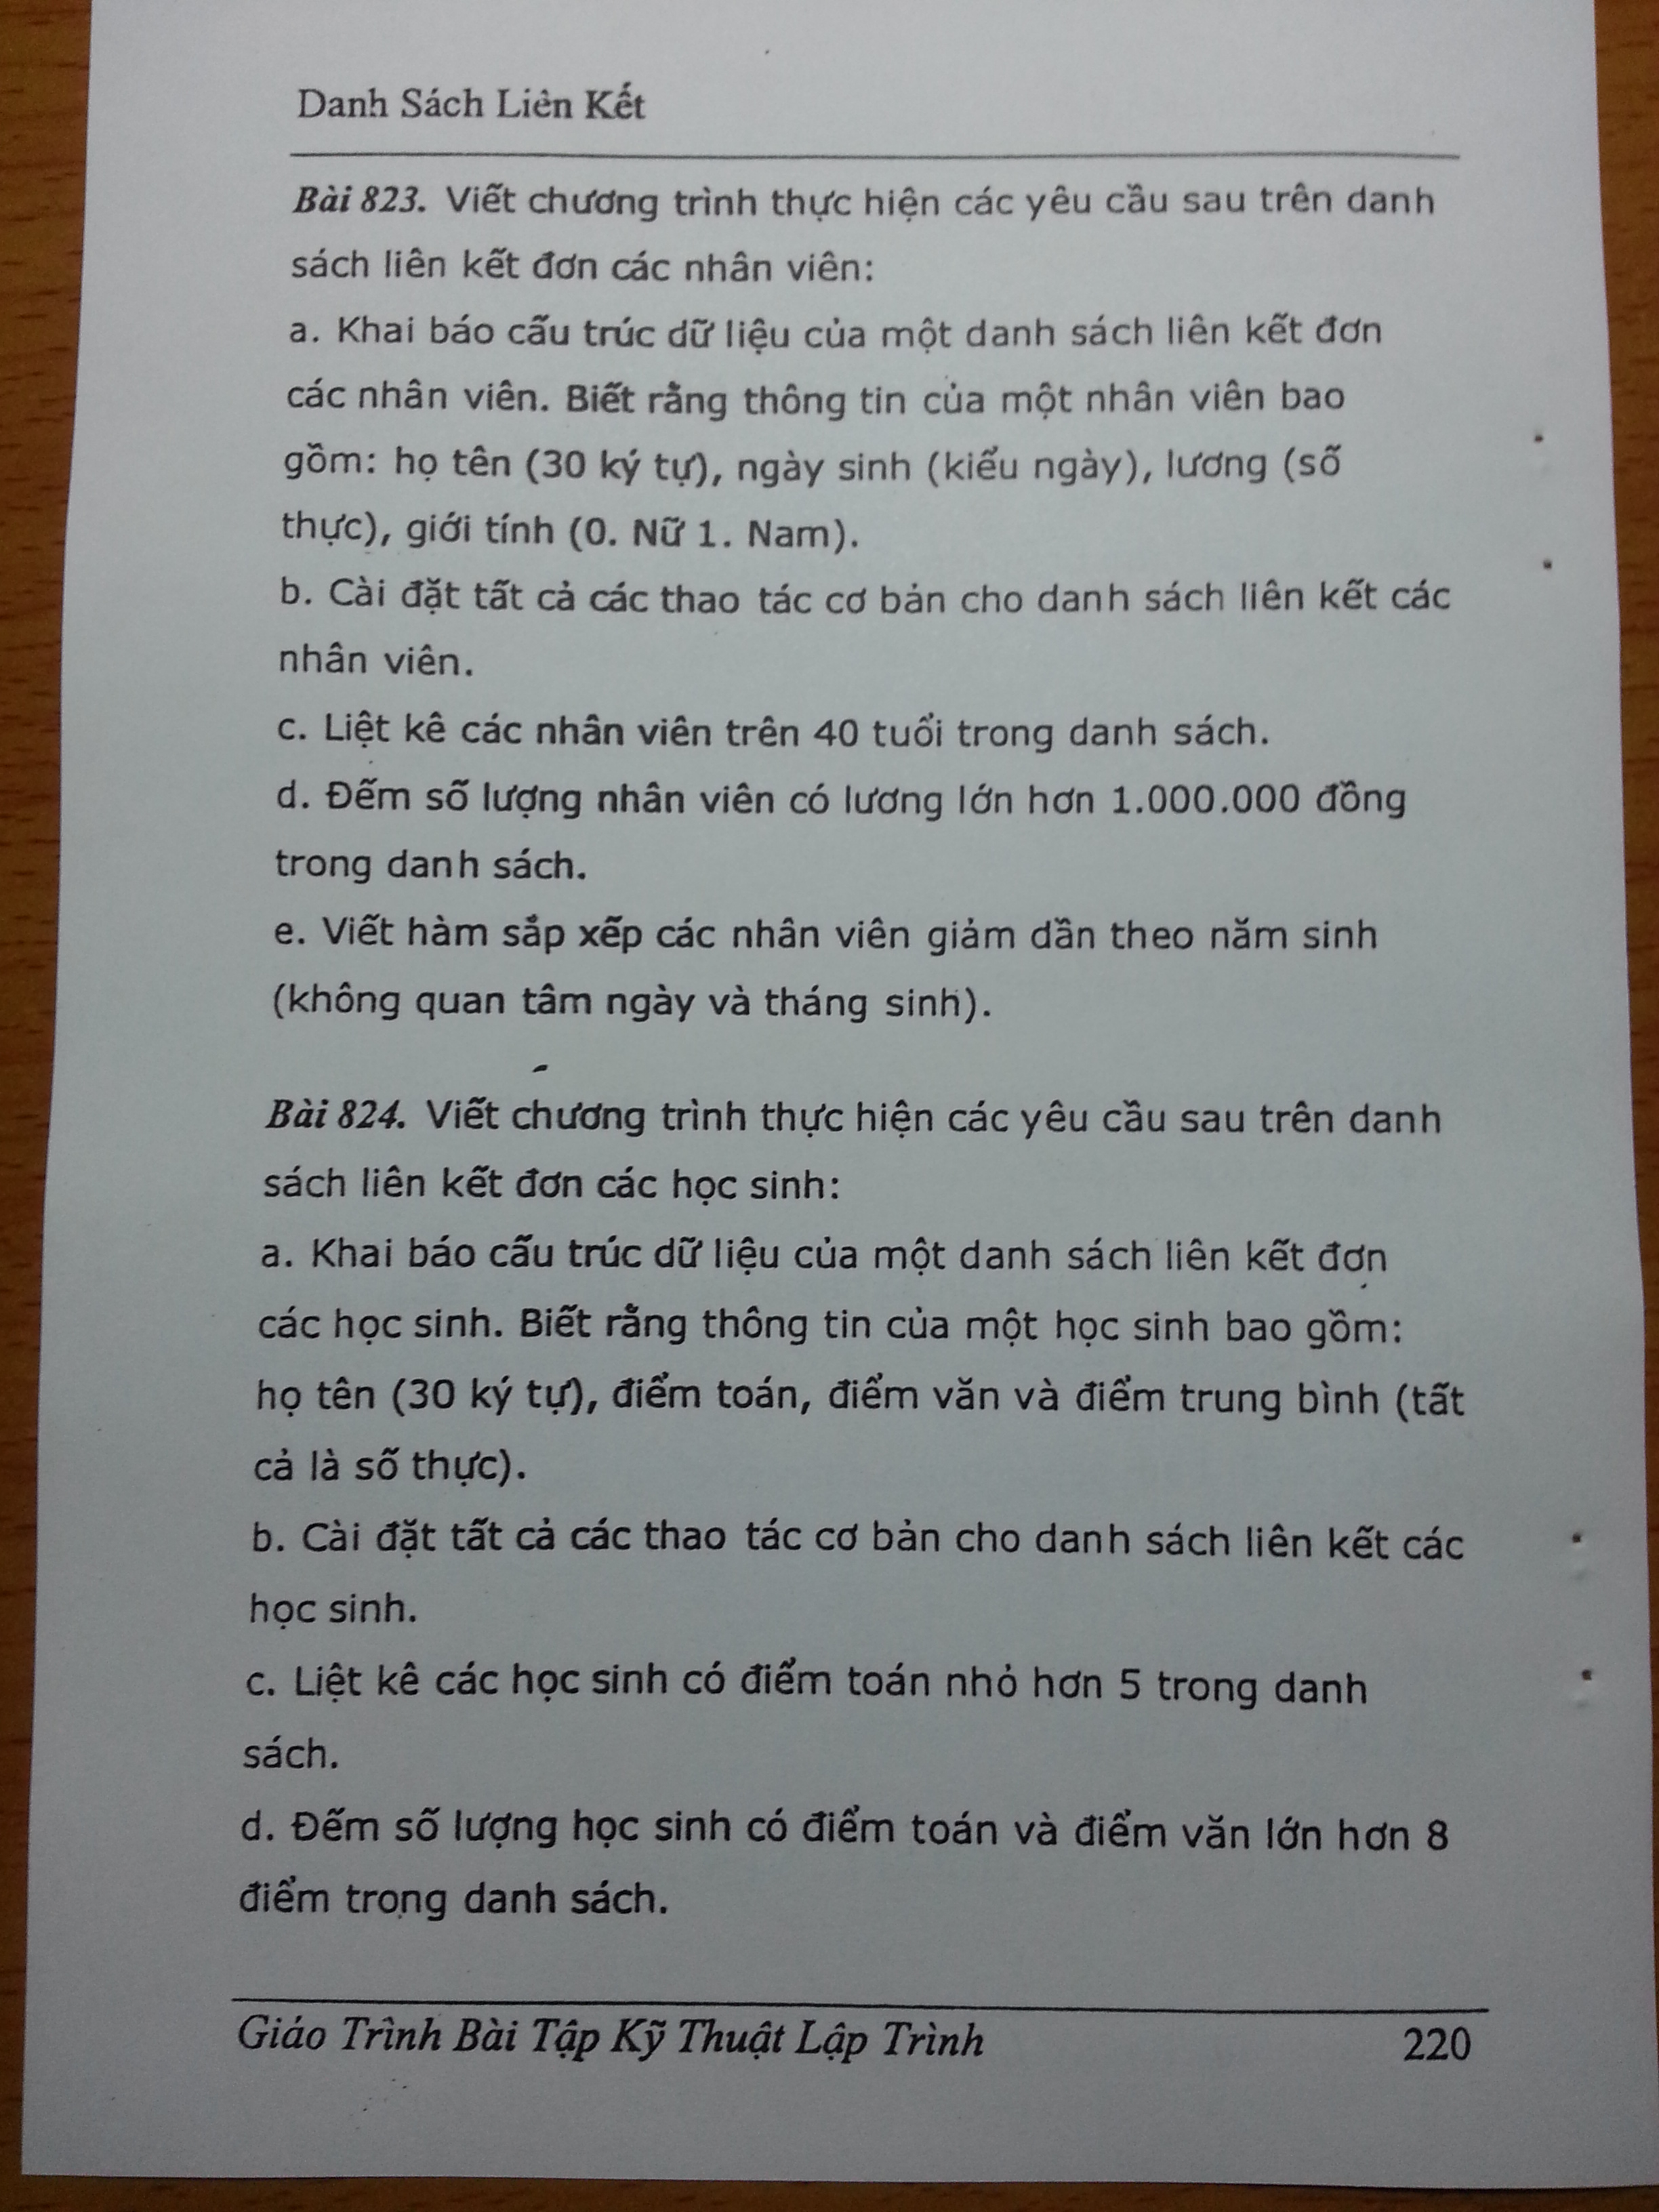 Danh Sách Liên Kết
Bài 823. Viết chương trình thực hiện các yêu cầu sau trên danh
sách liên kết đơn các nhân viên:
a. Khai báo cấu trúc dữ liệu của một danh sách liên kết đơn
các nhân viên. Biết rằng thông tin của một nhân viên bao
gồm: họ tên (30 ký tự), ngày sinh (kiểu ngày), lương (số
thực), giới tính (0. Nữ 1. Nam).
b. Cài đặt tất cả các thao tác cơ bản cho danh sách liên kết các
nhân viên.
c. Liệt kê các nhân viên trên 40 tuổi trong danh sách.
d. Đếm số lượng nhân viên có lương lớn hơn 1.000.000 đồng
trong danh sách.
e. Viết hàm sắp xếp các nhân viên giảm dần theo năm sinh
(không quan tâm ngày và tháng sinh).
Bài 824. Viết chương trình thực hiện các yêu cầu sau trên danh
sách liên kết đơn các học sinh:
a. Khai báo cấu trúc dữ liệu của một danh sách liên kết đơn
các học sinh. Biết rằng thông tin của một học sinh bao gồm:
họ tên (30 ký tự), điểm toán, điểm văn và điểm trung bình (tất
cả là số thực).
b. Cài đặt tất cả các thao tác cơ bản cho danh sách liên kết các
học sinh.
c. Liệt kê các học sinh có điểm toán nhỏ hơn 5 trong danh
sách.
d. Đếm số lượng học sinh có điểm toán và điểm văn lớn hơn 8
điểm trong danh sách.
Giáo Trình Bài Tập Kỹ Thuật Lập Trình 220